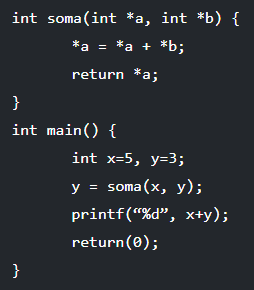 int soma(int *a, int *b) {
        *a = *a + *b;
        return *a;
}
int main() {
        int x=5, y=3;
        y = soma(x, y);
        printf(“%d”, x+y);
        return(0);
}